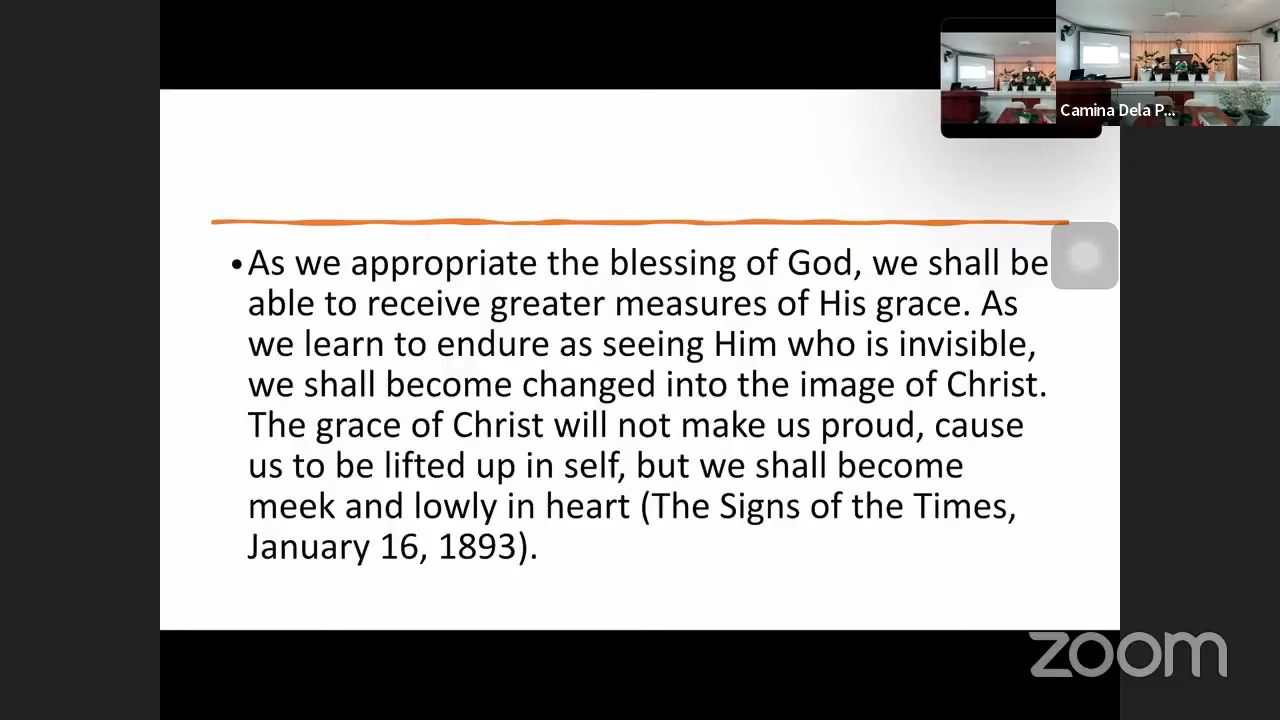 Camina Dela P...
•As we appropriate the blessing of God, we shall be
able to receive greater measures of His grace. As
we learn to endure as seeing Him who is invisible,
we shall become changed into the image of Christ.
The grace of Christ will not make us proud, cause
us to be lifted up in self, but we shall become
meek and lowly in heart (The Signs of the Times,
January 16, 1893).
zoom